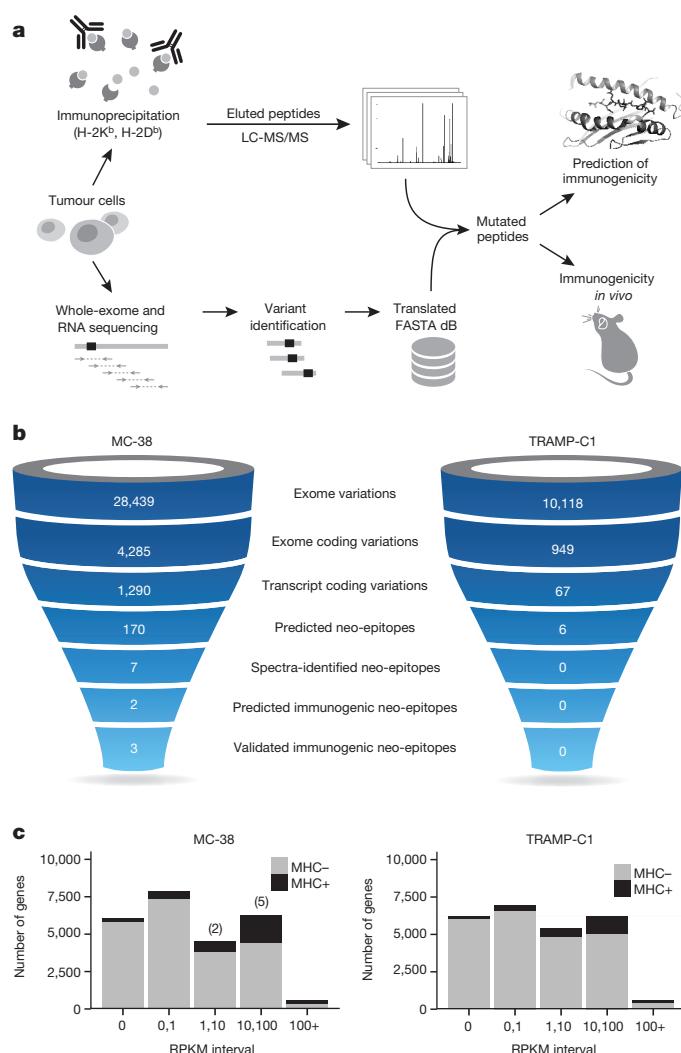 a
Immunoprecipitation
(H-2Kᵇ, H-2Dᵇ)
Eluted peptides
LC-MS/MS
Prediction of
immunogenicity
Tumour cells
Mutated
peptides
Whole-exome and
RNA sequencing
Variant
identification
Translated
FASTA dB
Immunogenicity
in vivo
b
MC-38
TRAMP-C1
28,439
Exome variations
10,118
4,285
Exome coding variations
949
1,290
Transcript coding variations
67
170
Predicted neo-epitopes
6
7
Spectra-identified neo-epitopes
0
2
Predicted immunogenic neo-epitopes
0
3
Validated immunogenic neo-epitopes
0
c
MC-38
Number of genes
10,000
7,500
5,000
2,500
0
MHC–
MHC+
(2)
(5)
0
0,1
1,10
10,100
100+
RPKM interval
TRAMP-C1
Number of genes
10,000
7,500
5,000
2,500
0
MHC–
MHC+
0
0,1
1,10
10,100
100+
RPKM interval